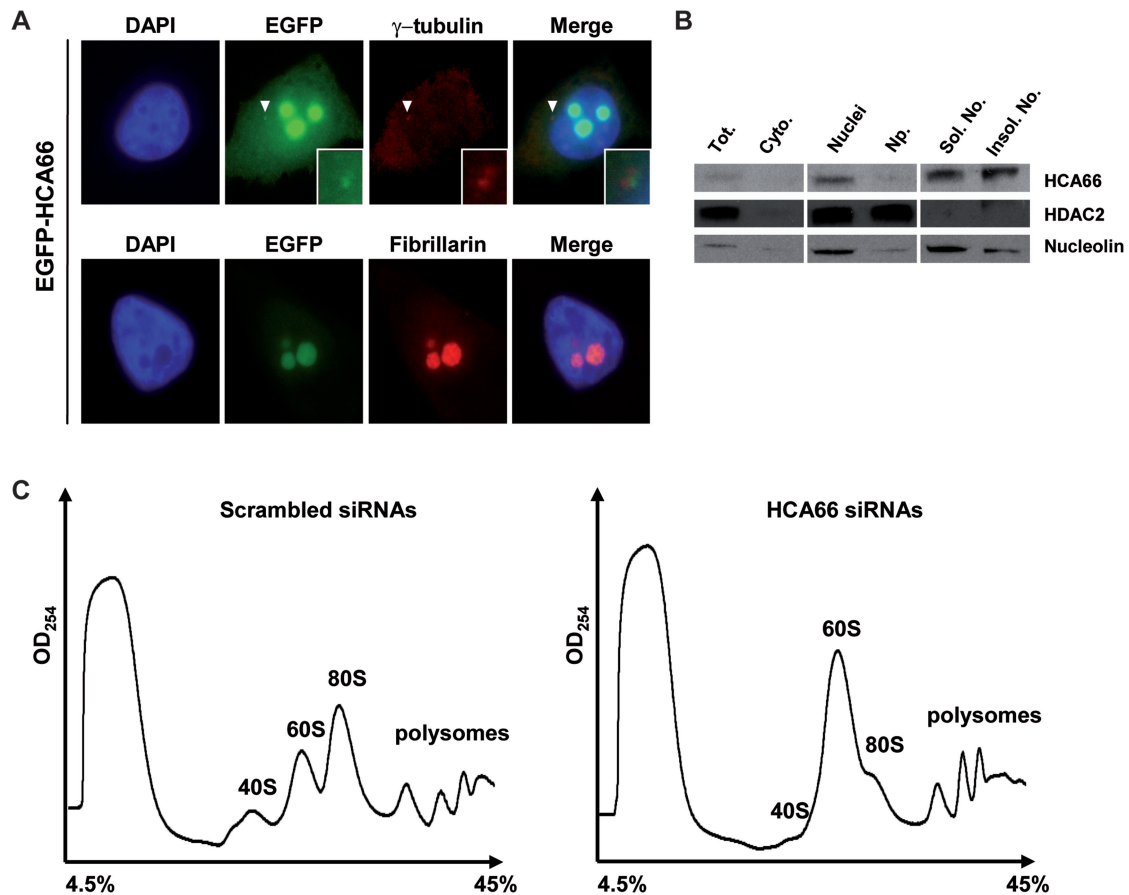 A
DAPI EGFP γ–tubulin Merge
EGFP-HCA66
DAPI EGFP Fibrillarin Merge
B
Tot. Cyto. Nuclei Np. Sol. No. Insol. No.
HCA66
HDAC2
Nucleolin
C
Scrambled siRNAs
OD254
40S
60S
80S
polysomes
4.5% 45%
HCA66 siRNAs
OD254
40S
60S
80S
polysomes
4.5% 45%